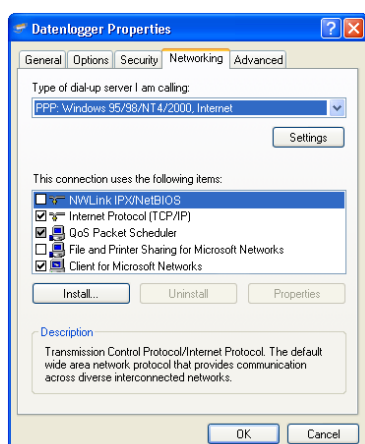 Datenlogger Properties
General Options Security Networking Advanced
Type of dial-up server I am calling:
PPP: Windows 95/98/NT4/2000, Internet
Settings
This connection uses the following items:
NWLink IPX/NetBIOS
Internet Protocol (TCP/IP)
QoS Packet Scheduler
File and Printer Sharing for Microsoft Networks
Client for Microsoft Networks
Install... Uninstall Properties
Description
Transmission Control Protocol/Internet Protocol. The default
wide area network protocol that provides communication
across diverse interconnected networks.
OK Cancel